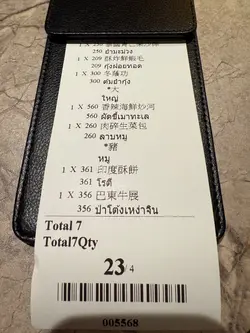 250 ยำมะม่วง
1 X 209 酥炸鮮蝦毛
209 กุ้งฝอยทอด
1 X 300 冬蔭功
300 ต้มยำกุ้ง
*大
ใหญ่
1 X 560 香辣海鮮炒河
560 ผัดขี้เมาทะเล
1 X 260 肉碎生菜包
260 ลาบหมู
*豬
หมู
1 X 361 印度酥餅
361 โรตี
1 X 356 巴東牛展
356 ปาโต่งเหง่าจิน
Total 7
Total7Qty
23/4
005568